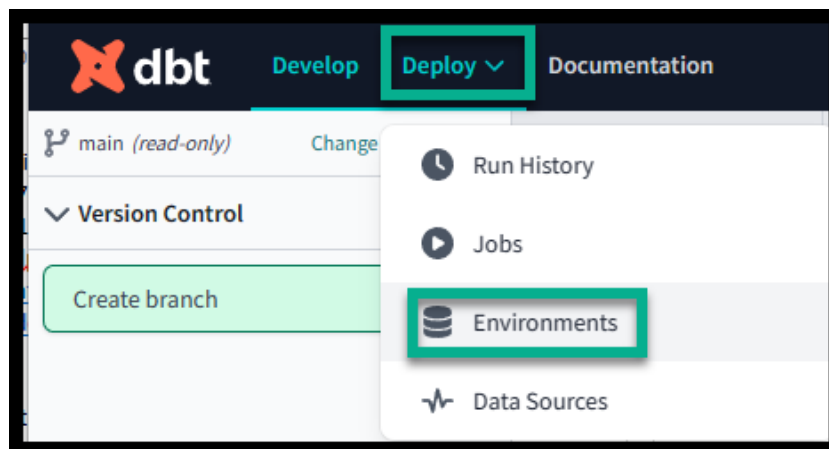 dbt Develop Deploy Documentation
main (read-only) Change
Run History
Version Control
Jobs
Create branch
Environments
Data Sources